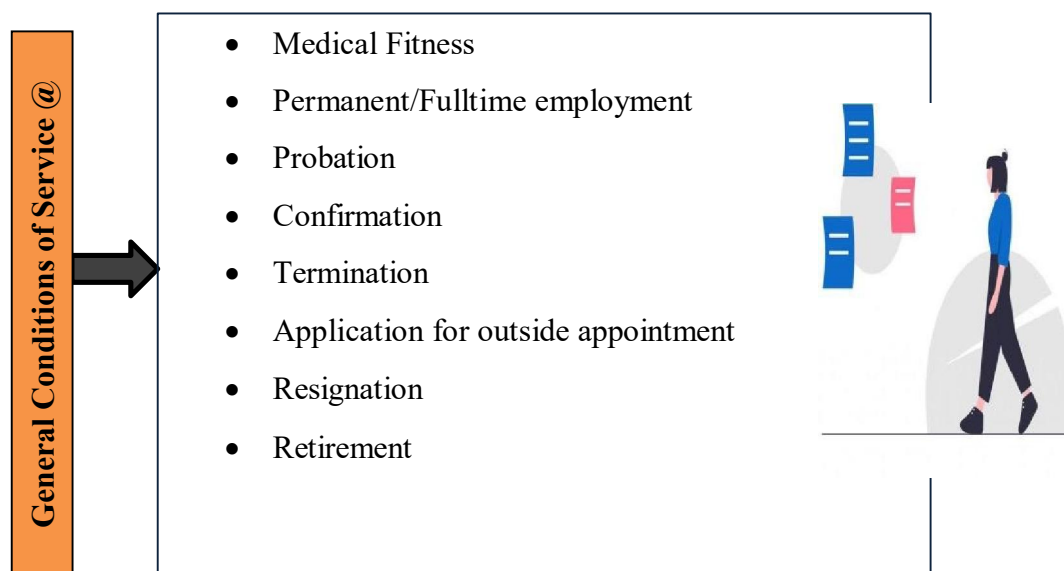 General Conditions of Service @
• Medical Fitness
• Permanent/Fulltime employment
• Probation
• Confirmation
• Termination
• Application for outside appointment
• Resignation
• Retirement